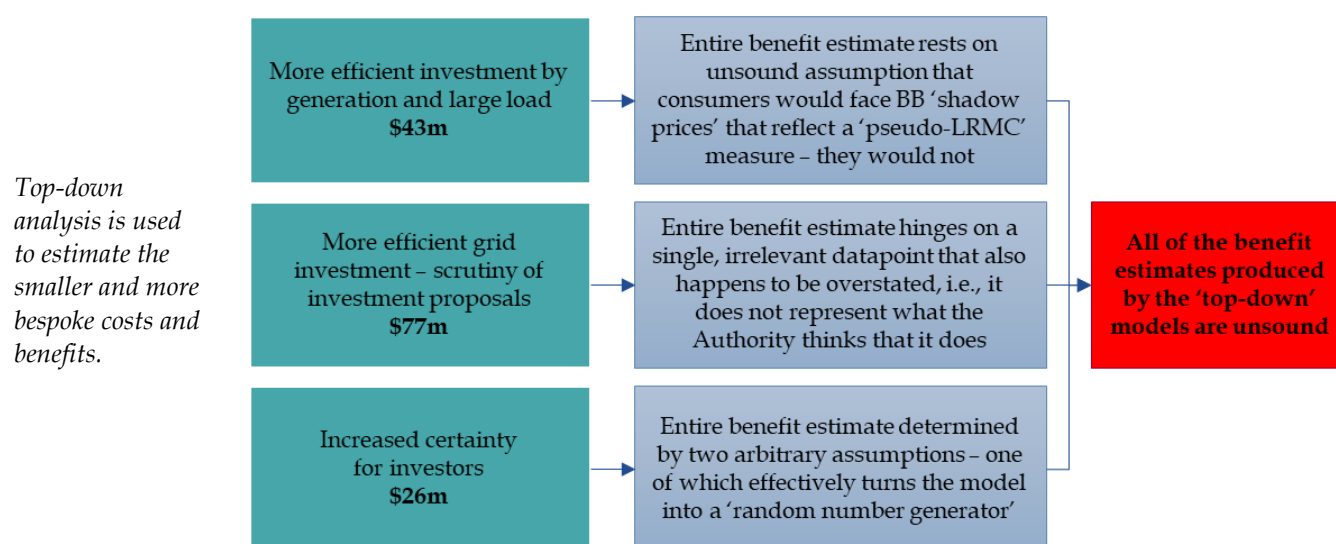 Top-down
analysis is used
to estimate the
smaller and more
bespoke costs and
benefits.
More efficient investment by
generation and large load
$43m
Entire benefit estimate rests on
unsound assumption that
consumers would face BB ‘shadow
prices’ that reflect a ‘pseudo-LRMC’
measure – they would not
More efficient grid
investment – scrutiny of
investment proposals
$77m
Entire benefit estimate hinges on a
single, irrelevant datapoint that also
happens to be overstated, i.e., it
does not represent what the
Authority thinks that it does
Increased certainty
for investors
$26m
Entire benefit estimate determined
by two arbitrary assumptions – one
of which effectively turns the model
into a ‘random number generator’
All of the benefit
estimates produced
by the ‘top-down’
models are unsound